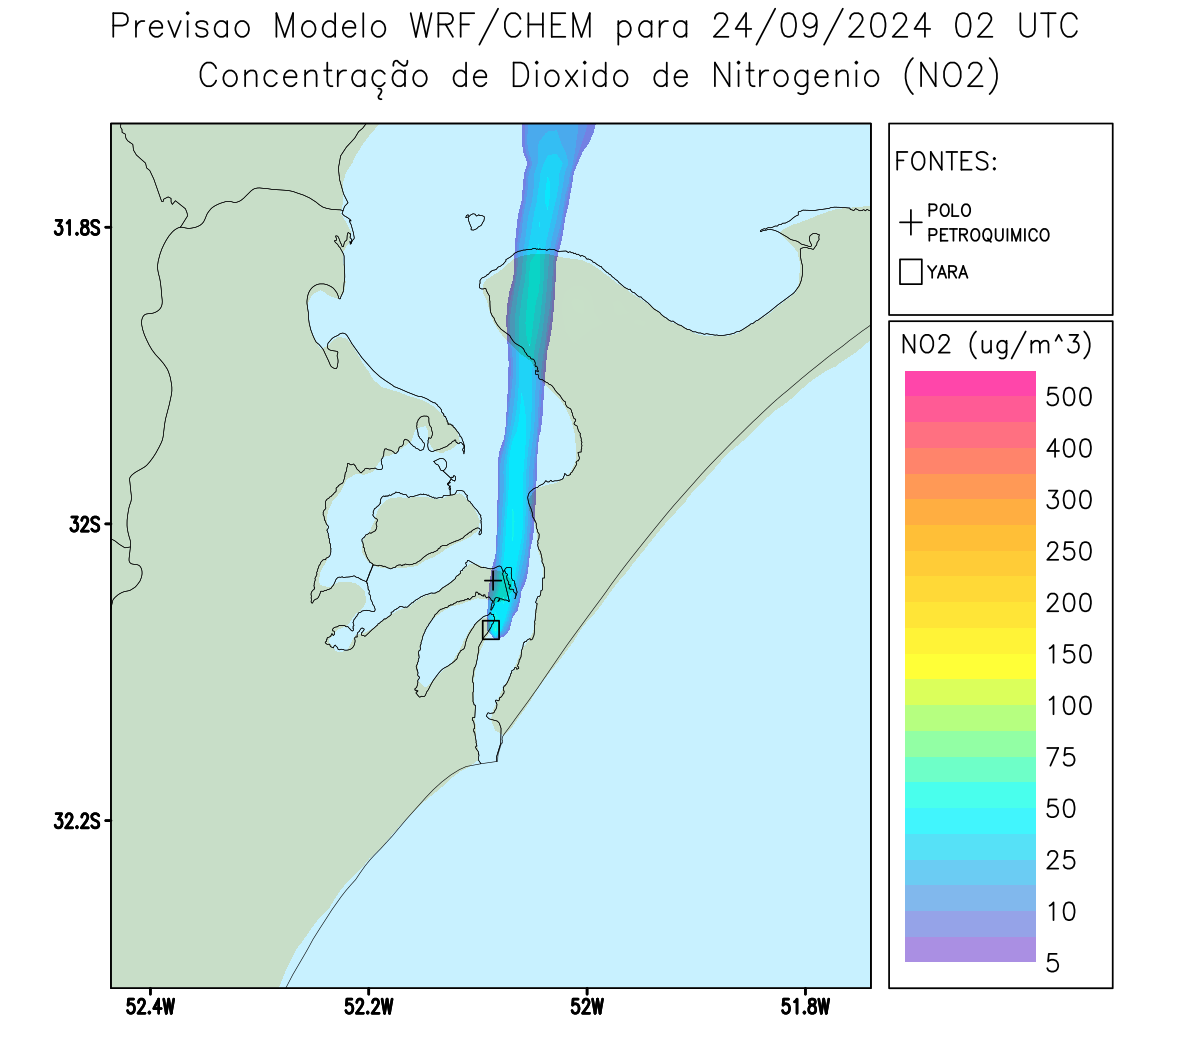 Previsao Modelo WRF/CHEM para 24/09/2024 02 UTC
Concentração de Dioxido de Nitrogenio (NO2)
FONTES:
POLO
PETROQUIMICO
YARA
NO2 (ug/m^3)
500
400
300
250
200
150
100
75
50
25
10
5
31.8S
32S
32.2S
52.4W
52.2W
52W
51.8W